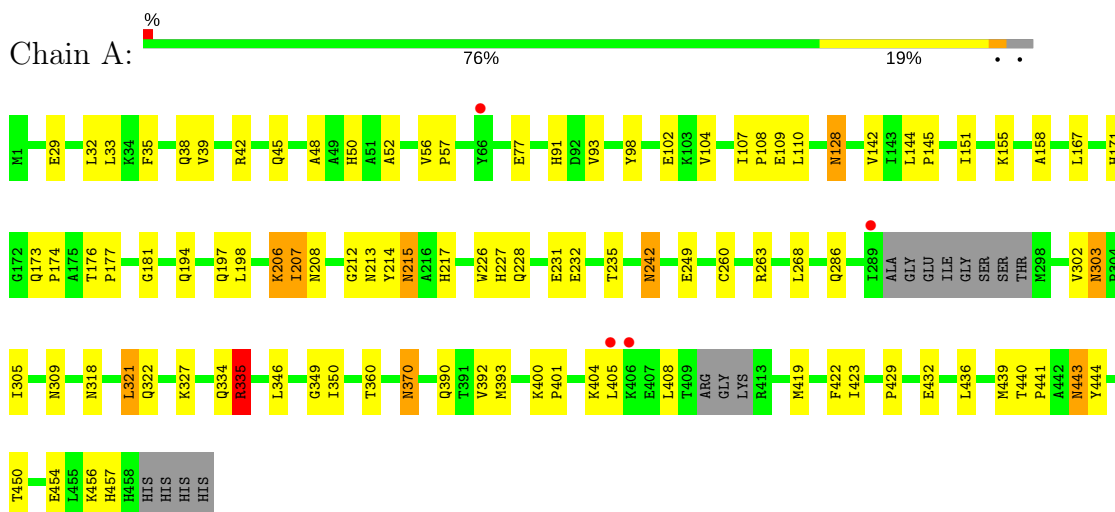 %
Chain A:
76% 19% • •
M1 E29 L32 L33 K34 F35 Q38 V39 R42 Q45 A48 A49 H50 A51 A52 V56 P57 Y66 E77 H91 D92 V93 Y98 E102 K103 V104 I107 P108 E109 L110 N128 V142 I143 L144 P145 I151 K155 A158 L167 H171
G172 Q173 P174 A175 T176 P177 G181 Q194 Q197 L198 K206 I207 N208 G212 N213 Y214 N215 A216 H217 W226 H227 Q228 E231 E232 T235 N242 E249 C260 R263 L268 Q286 I289 ALA GLY GLU ILE GLY SER SER THR M298 V302 N303 R304
I305 N309 N318 L321 Q322 K327 Q334 R335 L346 G349 I350 T360 N370 Q390 T391 V392 M393 K400 P401 K404 L405 K406 E407 L408 T409 ARG GLY LYS R413 M419 F422 I423 P429 E432 L436 M439 T440 P441 A442 N443 Y444
T450 E454 L455 K456 H457 H458 HIS HIS HIS HIS